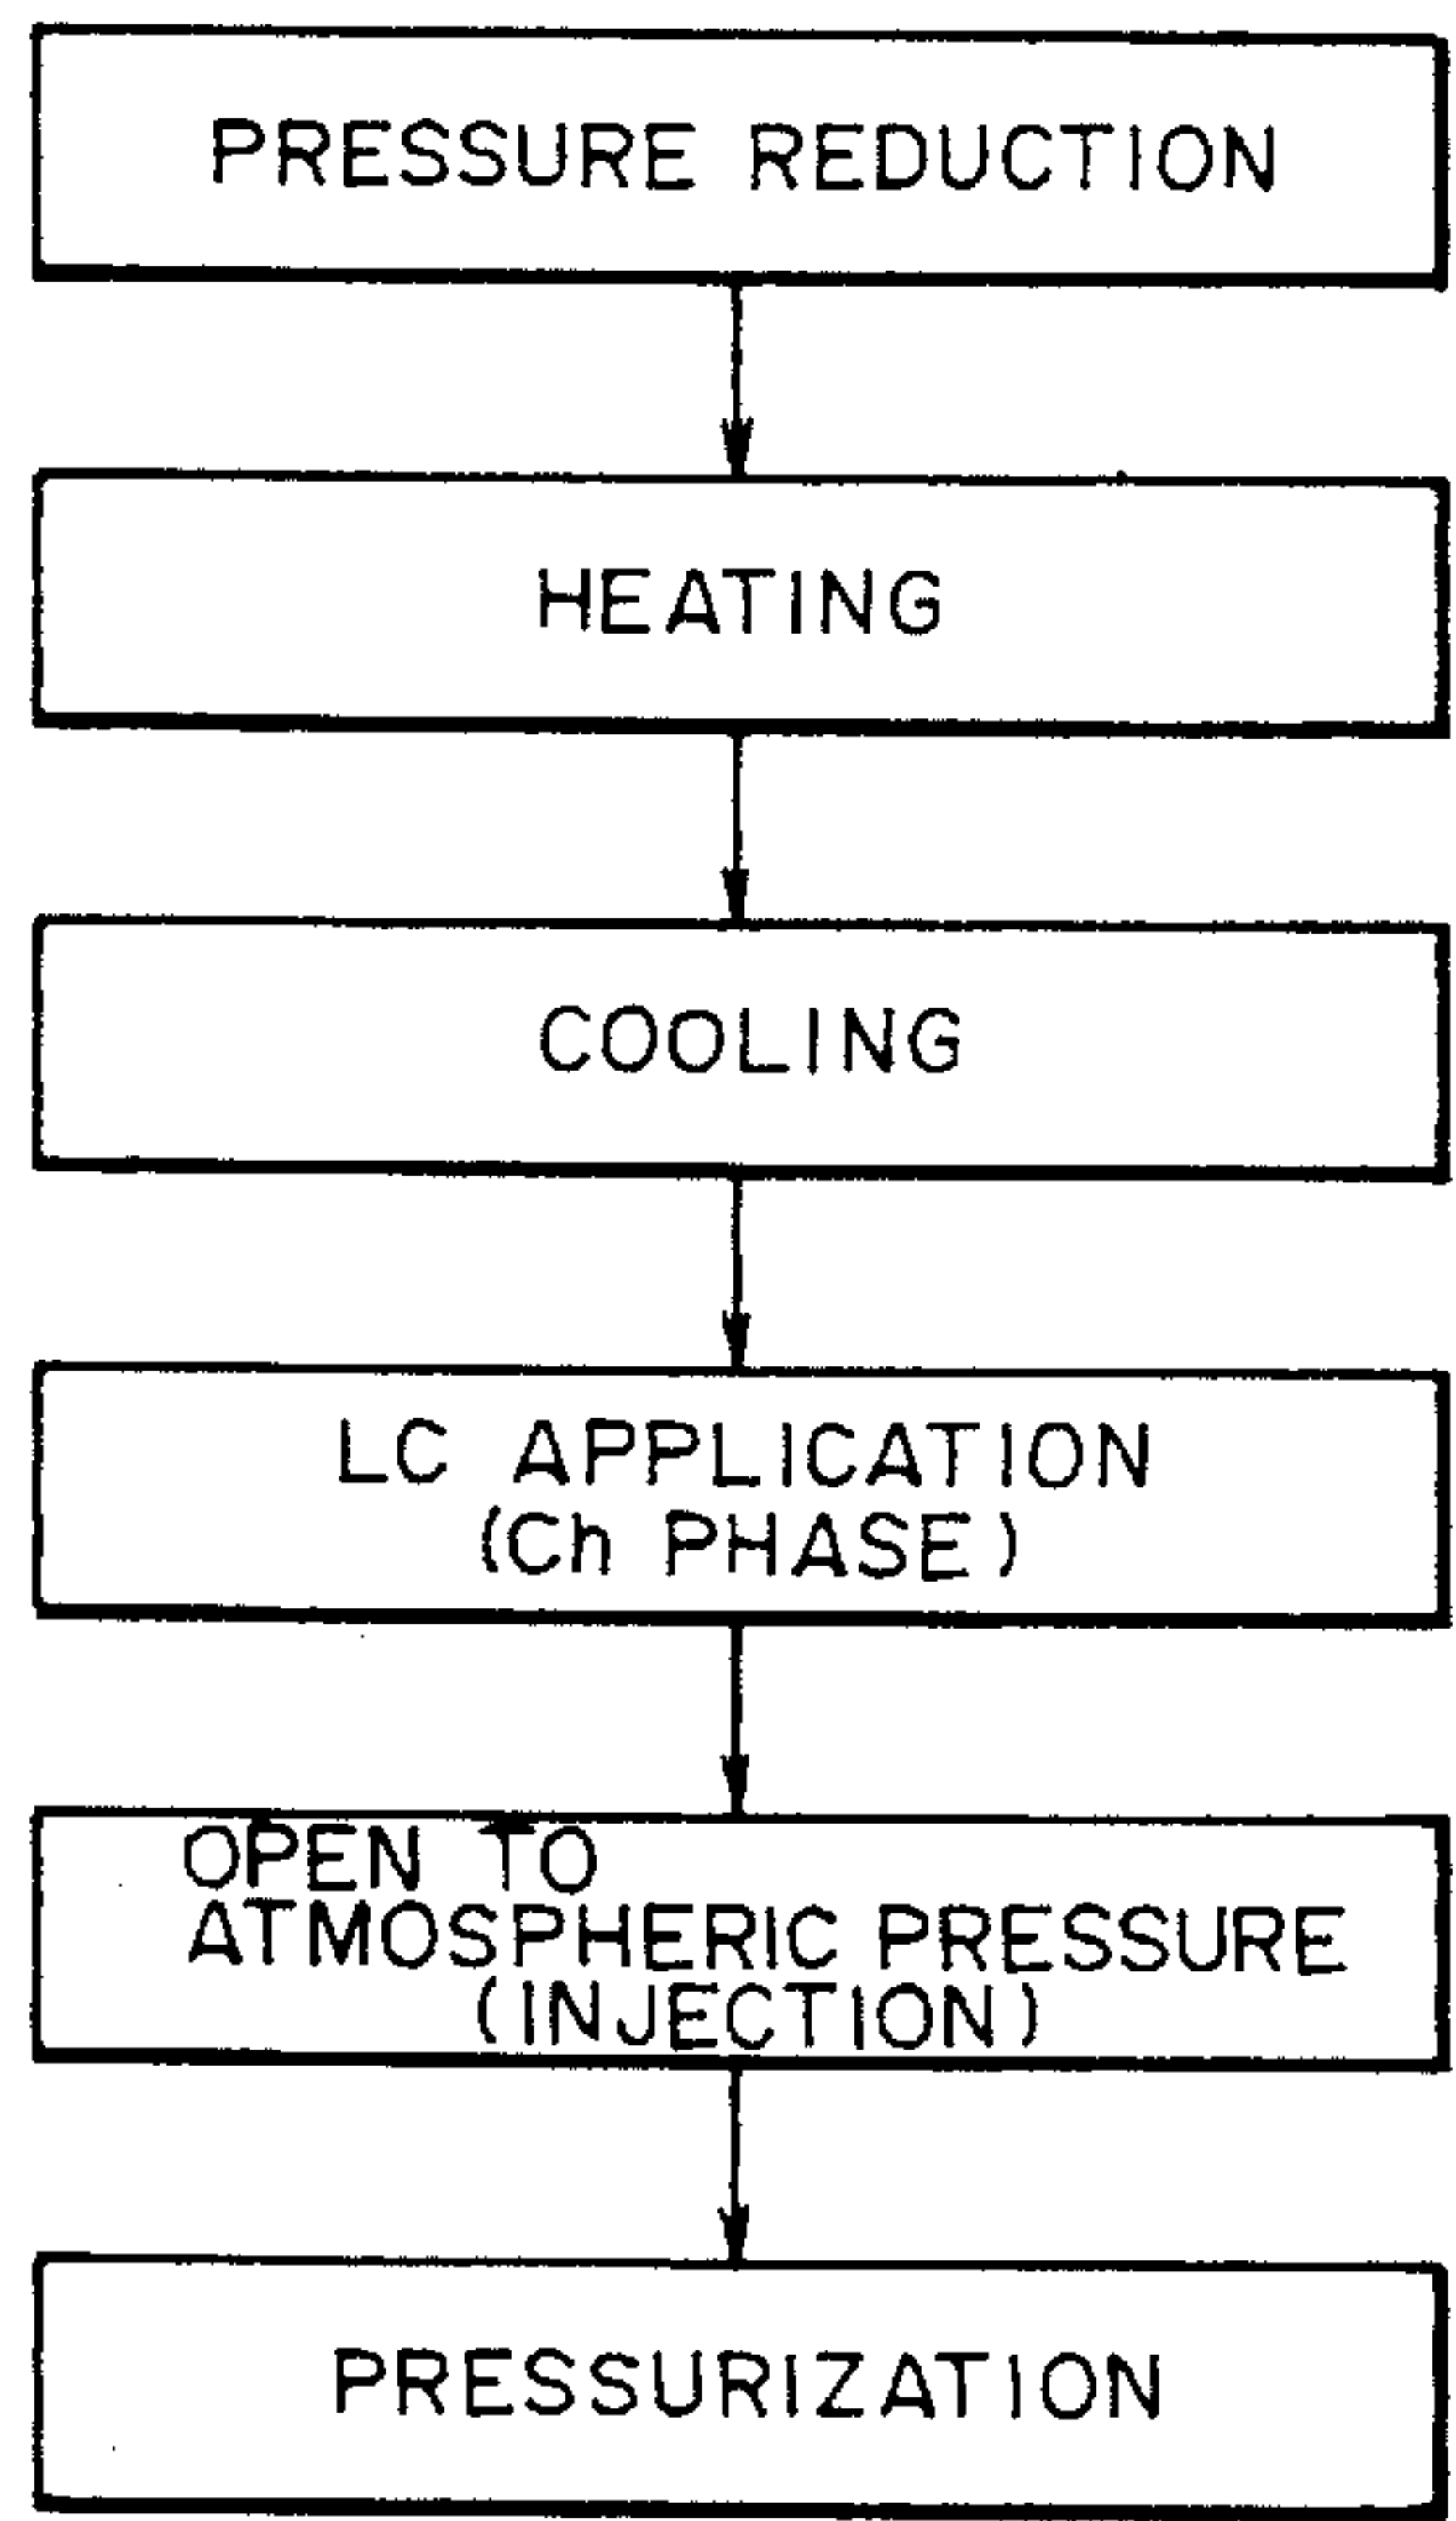 PRESSURE REDUCTION
HEATING
COOLING
LC APPLICATION
(Ch PHASE)
OPEN TO
ATMOSPHERIC PRESSURE
(INJECTION)
PRESSURIZATION